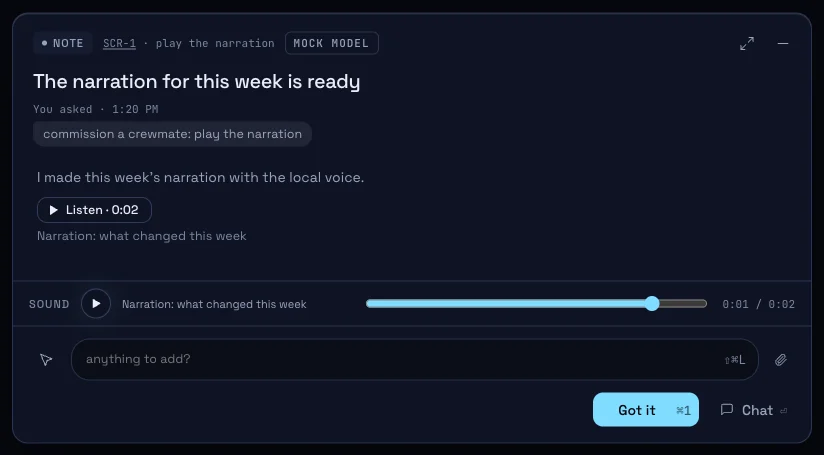 NOTE SCR-1 · play the narration MOCK MODEL
The narration for this week is ready
You asked · 1:20 PM
commission a crewmate: play the narration
I made this week's narration with the local voice.
Listen · 0:02
Narration: what changed this week
SOUND Narration: what changed this week 0:01 / 0:02
anything to add? ⇧⌘L
Got it ⌘1 Chat ⏎